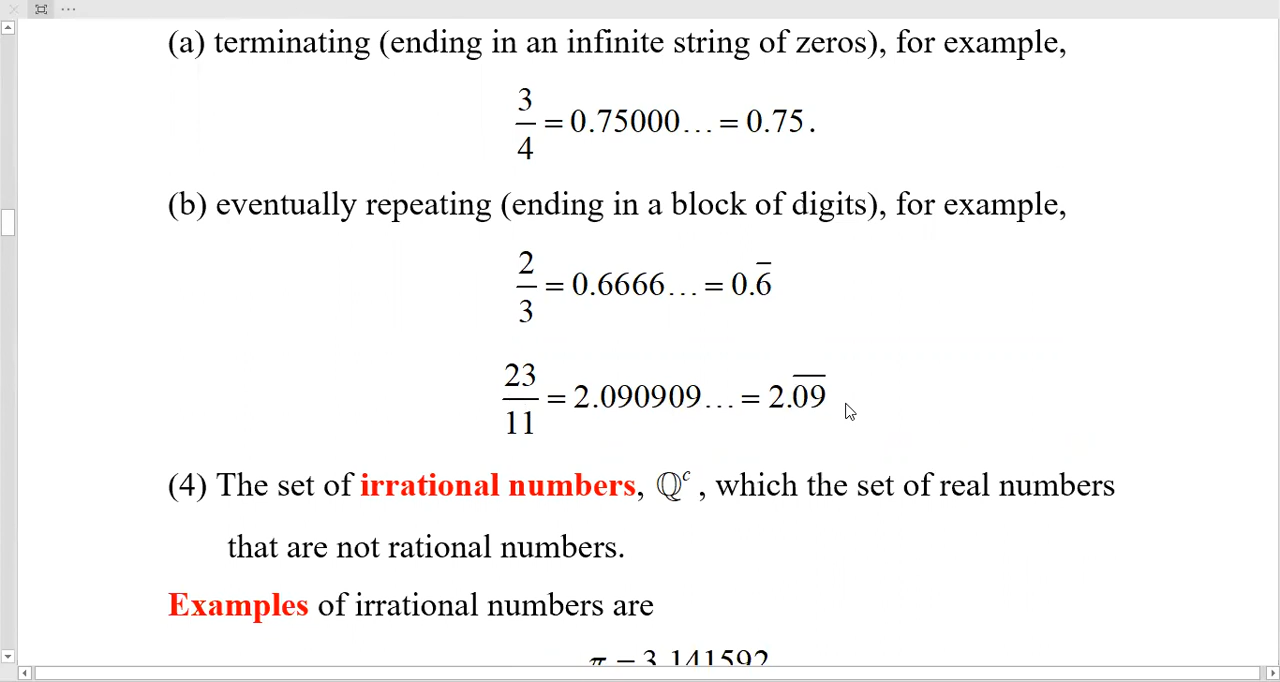 (a) terminating (ending in an infinite string of zeros), for example,
3/4 = 0.75000... = 0.75.
(b) eventually repeating (ending in a block of digits), for example,
2/3 = 0.6666... = 0.6̅
23/11 = 2.090909... = 2.0̅9̅
(4) The set of irrational numbers, ℚᶜ, which the set of real numbers
that are not rational numbers.
Examples of irrational numbers are
π = 3.141592